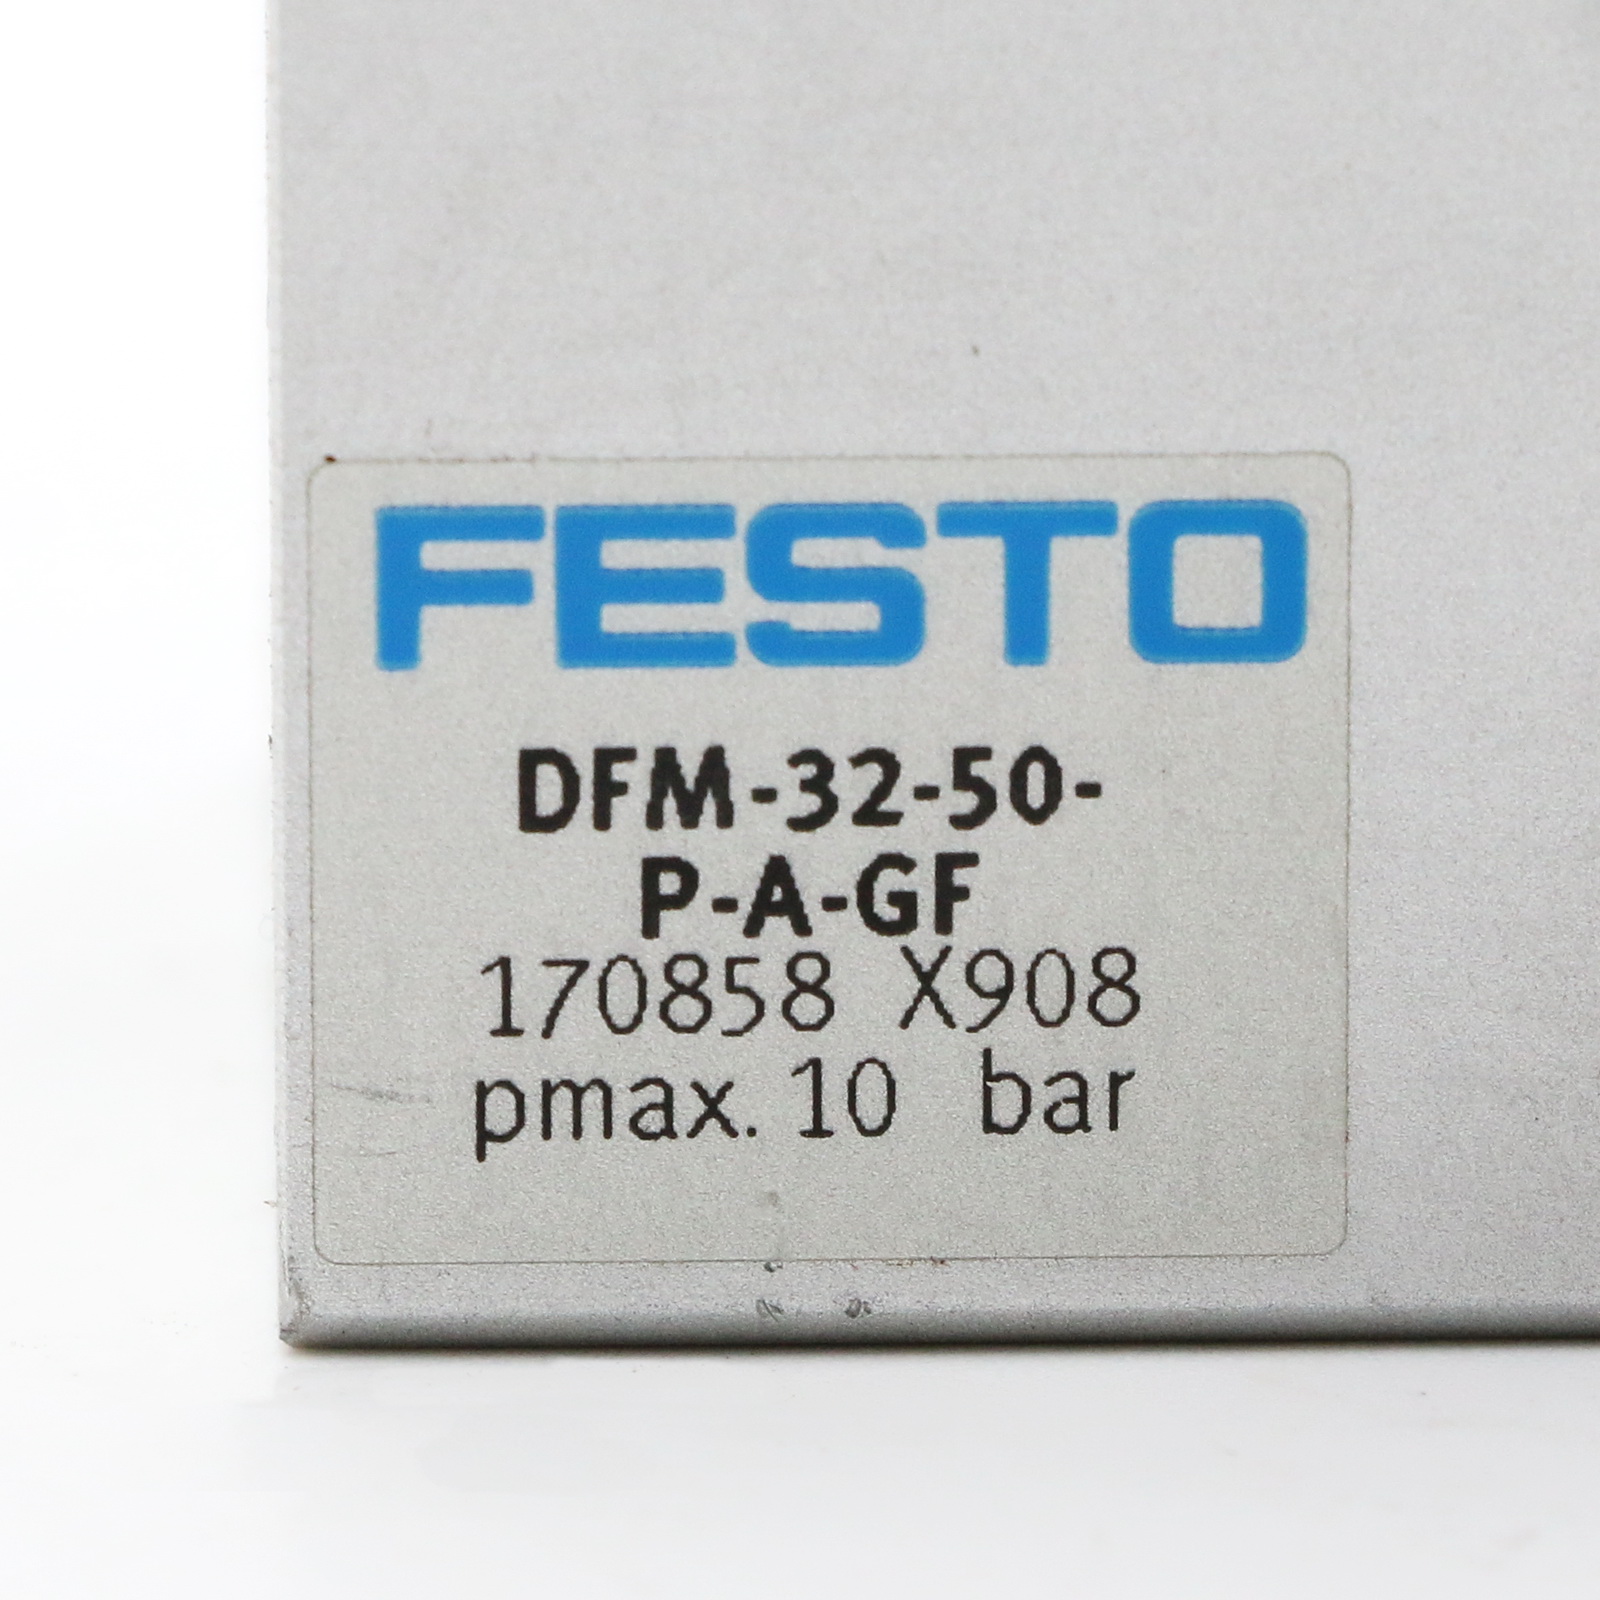 FESTO
DFM-32-50-
P-A-GF
170858 X908
pmax. 10 bar